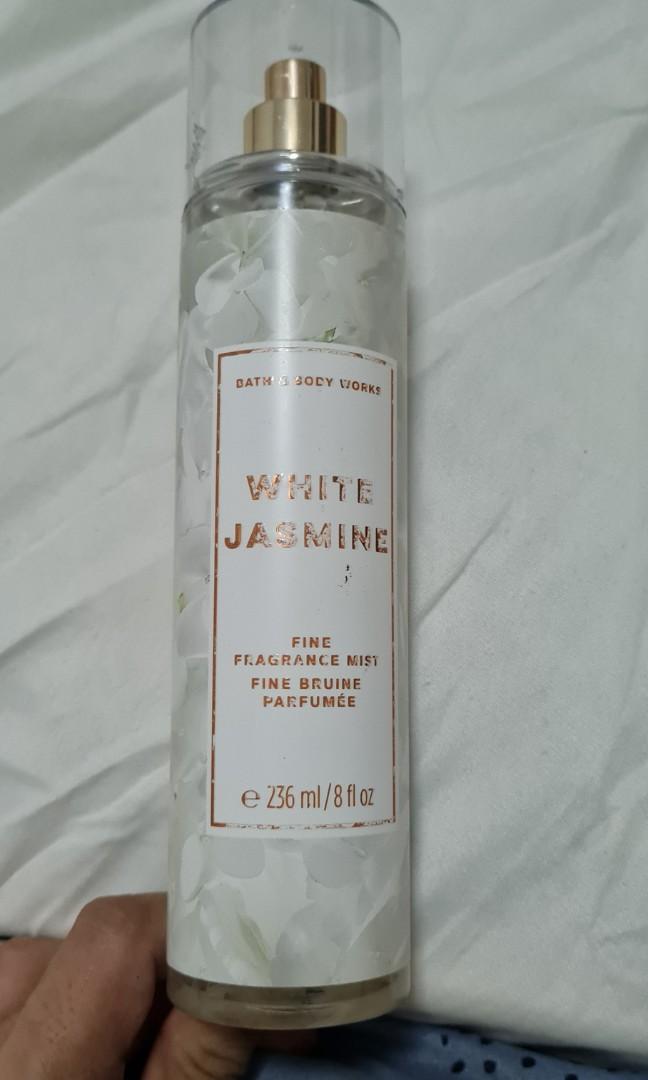 BATH & BODY WORKS
WHITE
JASMINE
FINE
FRAGRANCE MIST
FINE BRUINE
PARFUMÉE
℮ 236 ml/8 fl oz